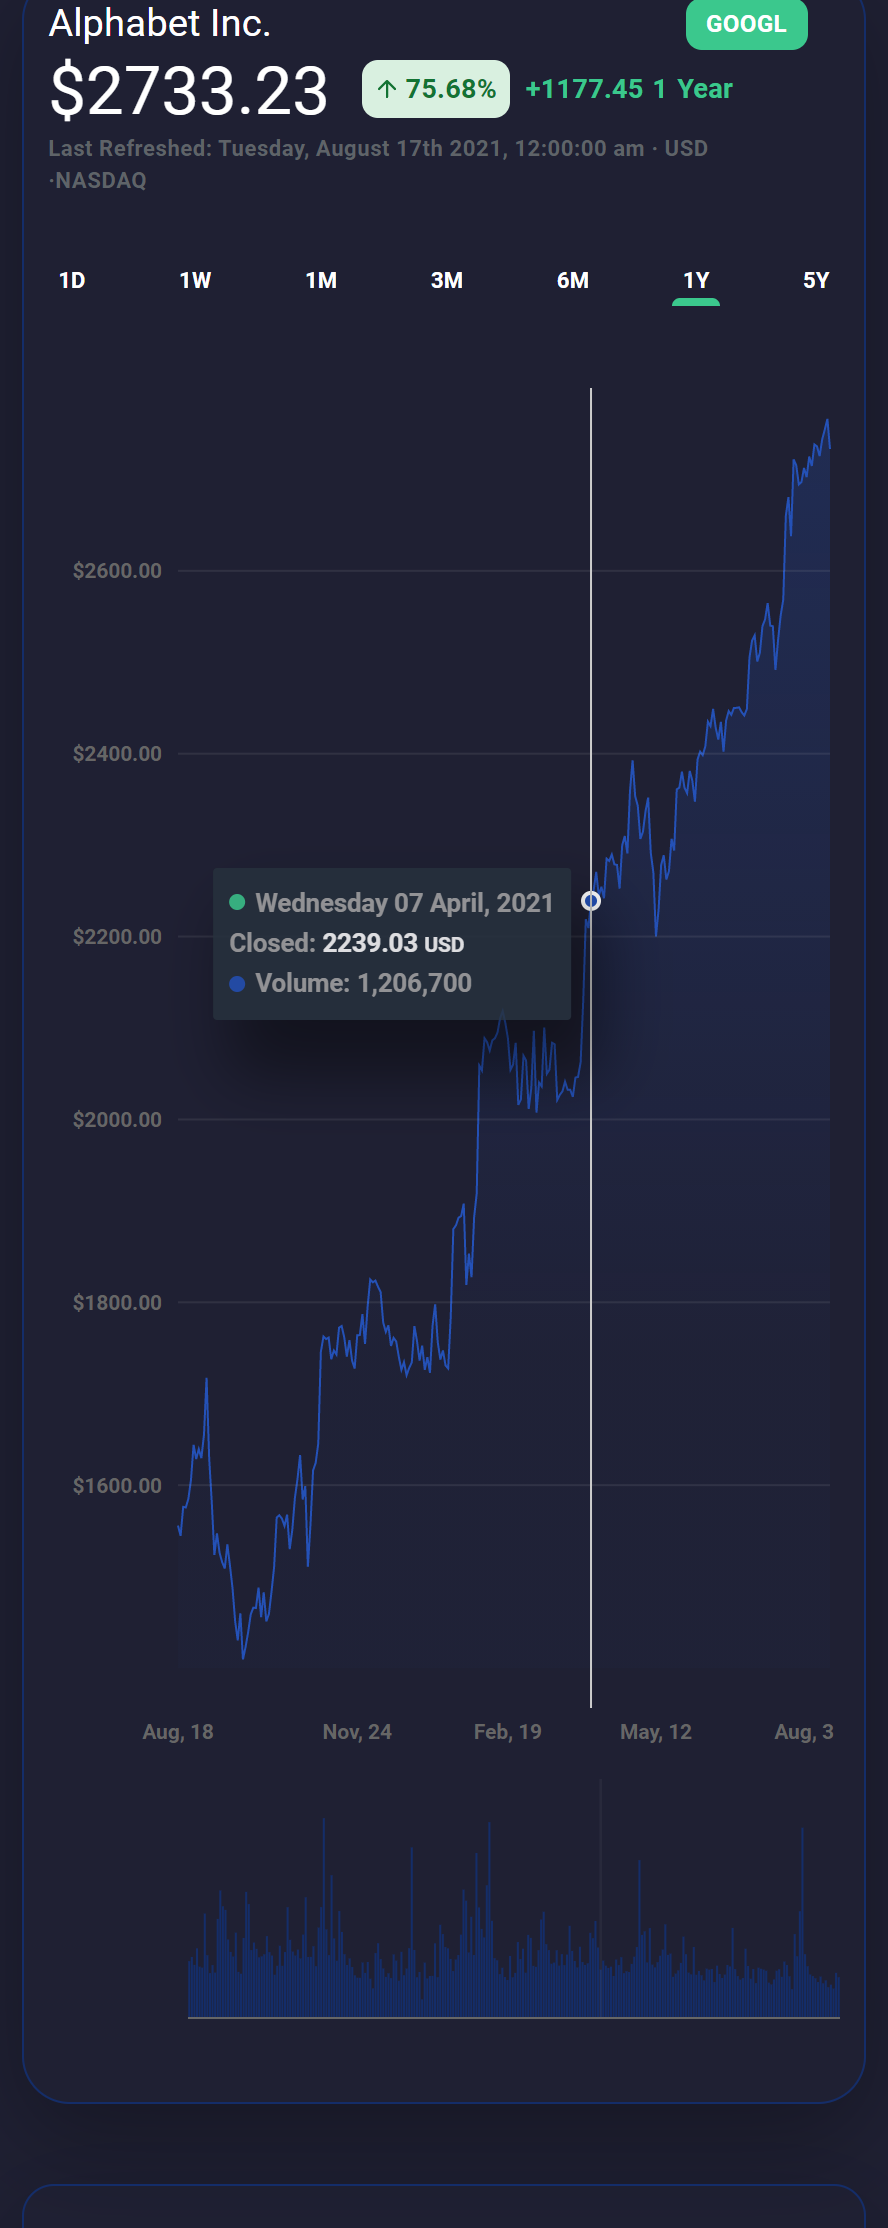 Alphabet Inc.
GOOGL
$2733.23
↑ 75.68%
+1177.45 1 Year
Last Refreshed: Tuesday, August 17th 2021, 12:00:00 am · USD
·NASDAQ
1D 1W 1M 3M 6M 1Y 5Y
$2600.00
$2400.00
Wednesday 07 April, 2021
$2200.00
Closed: 2239.03 USD
Volume: 1,206,700
$2000.00
$1800.00
$1600.00
Aug, 18 Nov, 24 Feb, 19 May, 12 Aug, 3